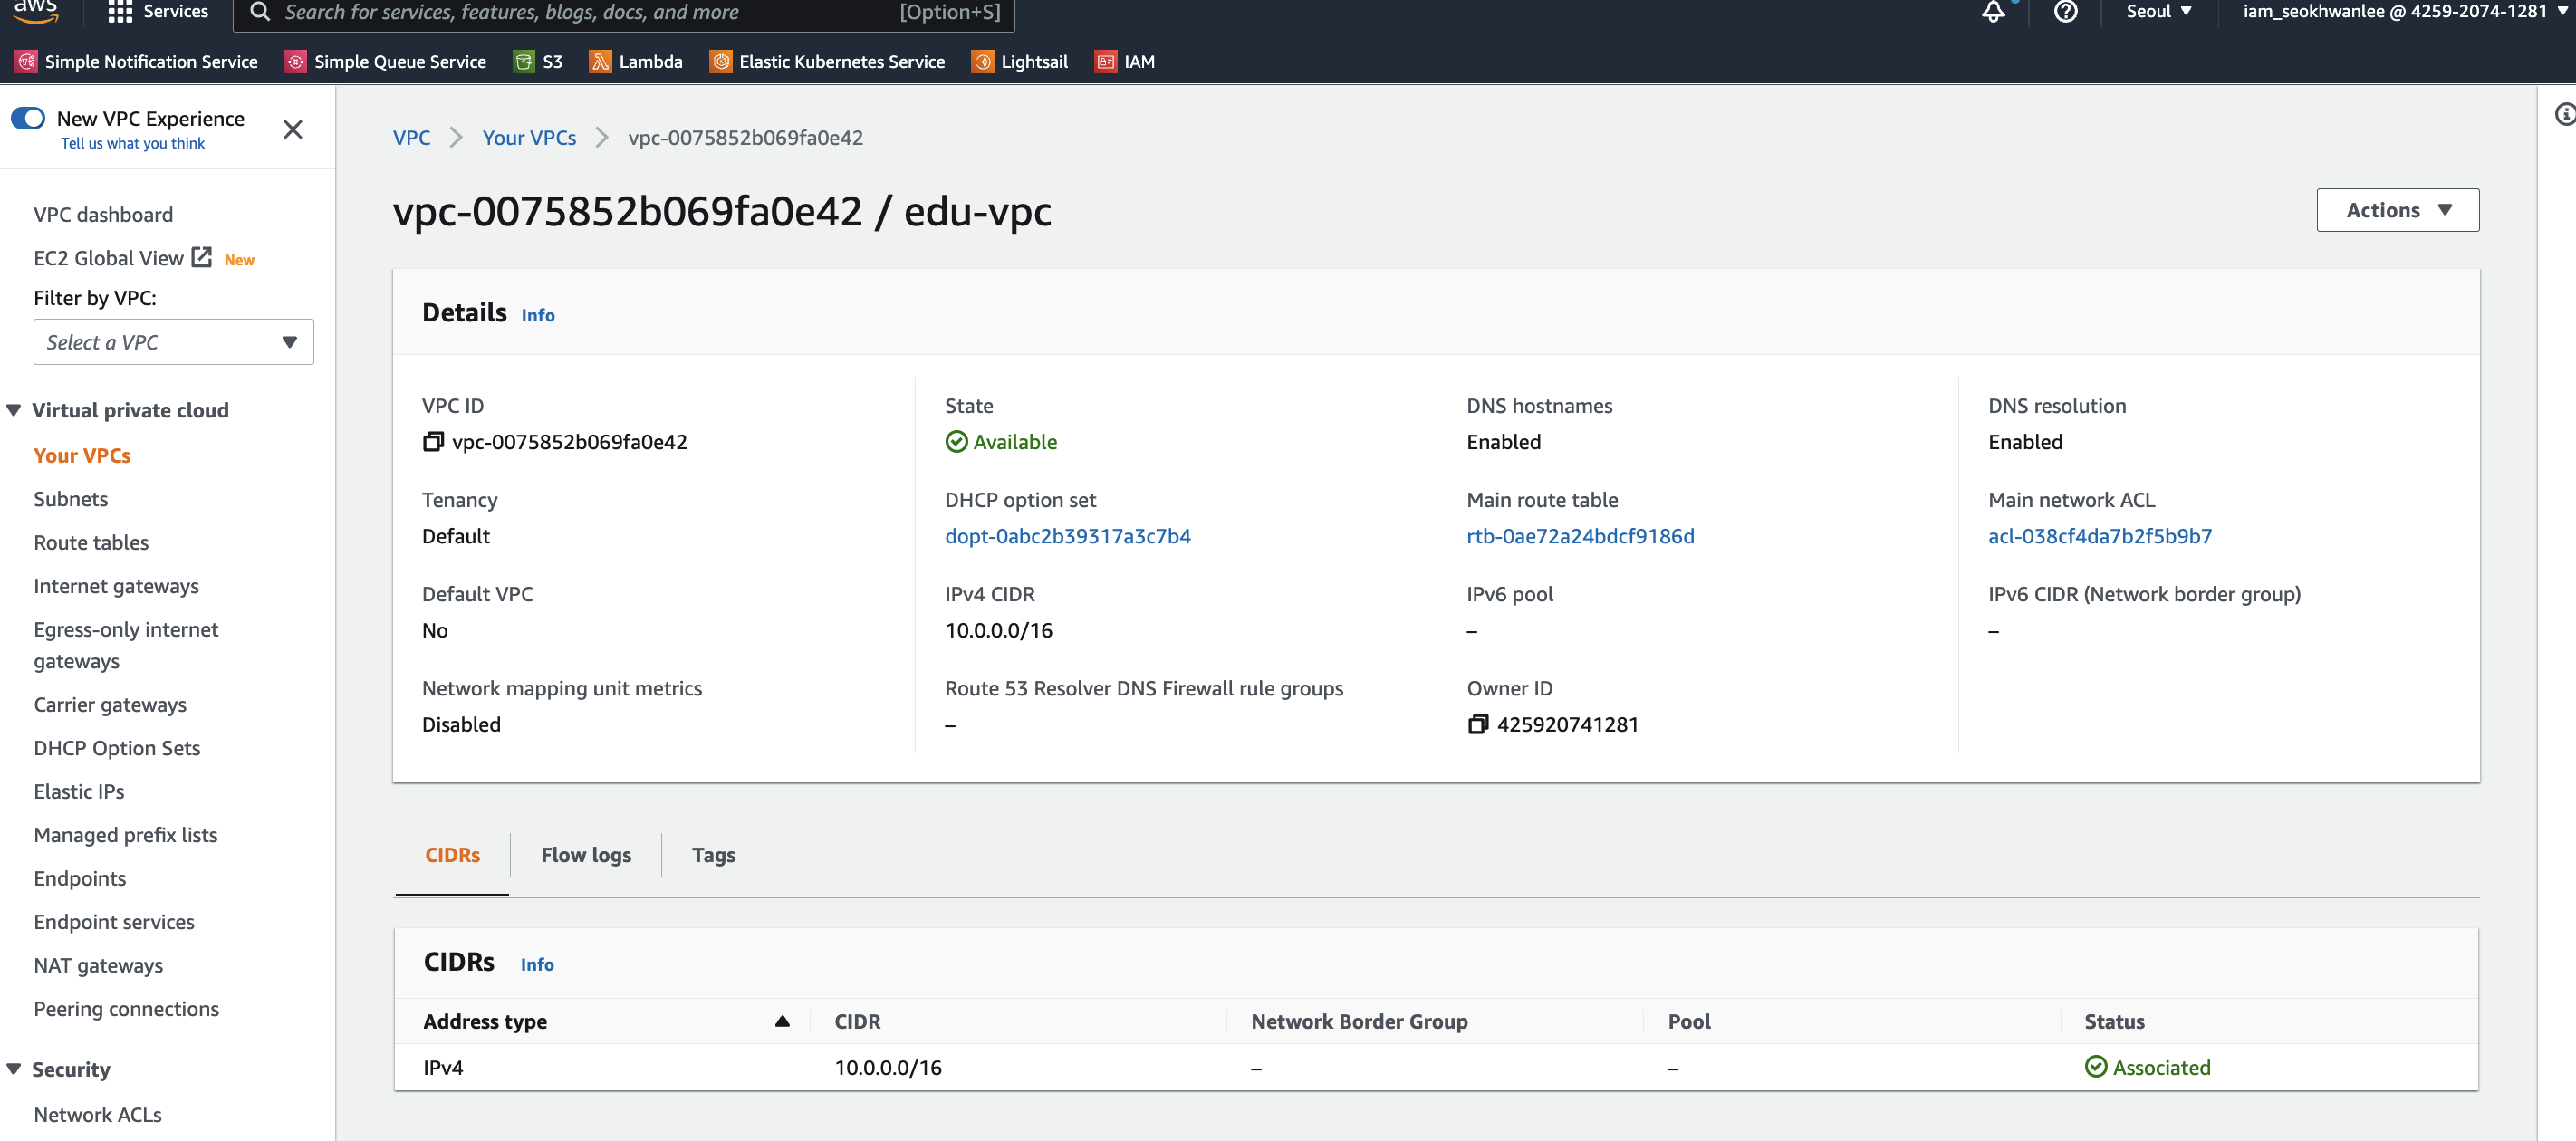 aws
Services
Search for services, features, blogs, docs, and more
[Option+S]
Seoul ▼
iam_seokhwanlee @ 4259-2074-1281 ▼
Simple Notification Service
Simple Queue Service
S3
Lambda
Elastic Kubernetes Service
Lightsail
IAM
New VPC Experience
Tell us what you think
VPC dashboard
EC2 Global View New
Filter by VPC:
Select a VPC
Virtual private cloud
Your VPCs
Subnets
Route tables
Internet gateways
Egress-only internet
gateways
Carrier gateways
DHCP Option Sets
Elastic IPs
Managed prefix lists
Endpoints
Endpoint services
NAT gateways
Peering connections
Security
Network ACLs
VPC > Your VPCs > vpc-0075852b069fa0e42
vpc-0075852b069fa0e42 / edu-vpc
Actions ▼
Details Info
VPC ID
vpc-0075852b069fa0e42
State
Available
DNS hostnames
Enabled
DNS resolution
Enabled
Tenancy
Default
DHCP option set
dopt-0abc2b39317a3c7b4
Main route table
rtb-0ae72a24bdcf9186d
Main network ACL
acl-038cf4da7b2f5b9b7
Default VPC
No
IPv4 CIDR
10.0.0.0/16
IPv6 pool
–
IPv6 CIDR (Network border group)
–
Network mapping unit metrics
Disabled
Route 53 Resolver DNS Firewall rule groups
–
Owner ID
425920741281
CIDRs
Flow logs
Tags
CIDRs Info
Address type CIDR Network Border Group Pool Status
IPv4 10.0.0.0/16 – – Associated